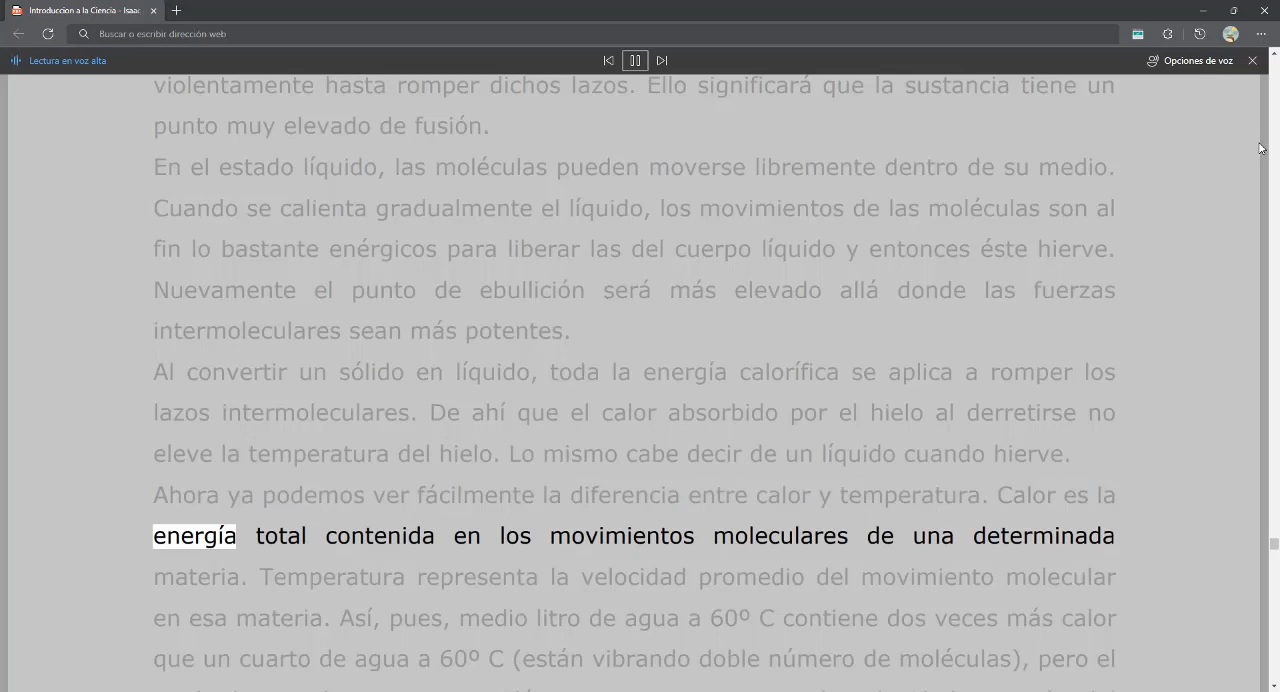 Introduccion a la Ciencia - Isaac
Buscar o escribir dirección web
Lectura en voz alta
Opciones de voz
violentamente hasta romper dichos lazos. Ello significará que la sustancia tiene un
punto muy elevado de fusión.
En el estado líquido, las moléculas pueden moverse libremente dentro de su medio.
Cuando se calienta gradualmente el líquido, los movimientos de las moléculas son al
fin lo bastante enérgicos para liberar las del cuerpo líquido y entonces éste hierve.
Nuevamente el punto de ebullición será más elevado allá donde las fuerzas
intermoleculares sean más potentes.
Al convertir un sólido en líquido, toda la energía calorífica se aplica a romper los
lazos intermoleculares. De ahí que el calor absorbido por el hielo al derretirse no
eleve la temperatura del hielo. Lo mismo cabe decir de un líquido cuando hierve.
Ahora ya podemos ver fácilmente la diferencia entre calor y temperatura. Calor es la
energía total contenida en los movimientos moleculares de una determinada
materia. Temperatura representa la velocidad promedio del movimiento molecular
en esa materia. Así, pues, medio litro de agua a 60º C contiene dos veces más calor
que un cuarto de agua a 60º C (están vibrando doble número de moléculas), pero el